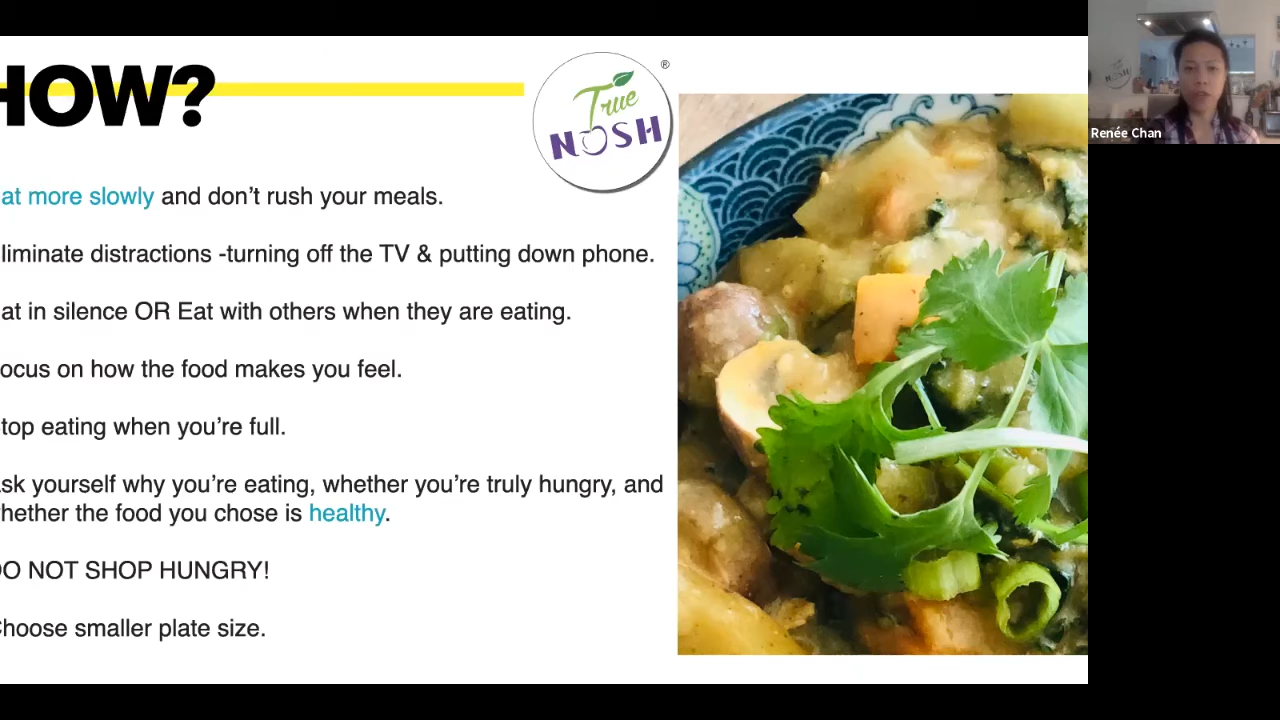 HOW?
True
NOSH
®
Renée Chan
at more slowly and don’t rush your meals.
liminate distractions -turning off the TV & putting down phone.
at in silence OR Eat with others when they are eating.
ocus on how the food makes you feel.
top eating when you’re full.
sk yourself why you’re eating, whether you’re truly hungry, and
hether the food you chose is healthy.
DO NOT SHOP HUNGRY!
Choose smaller plate size.